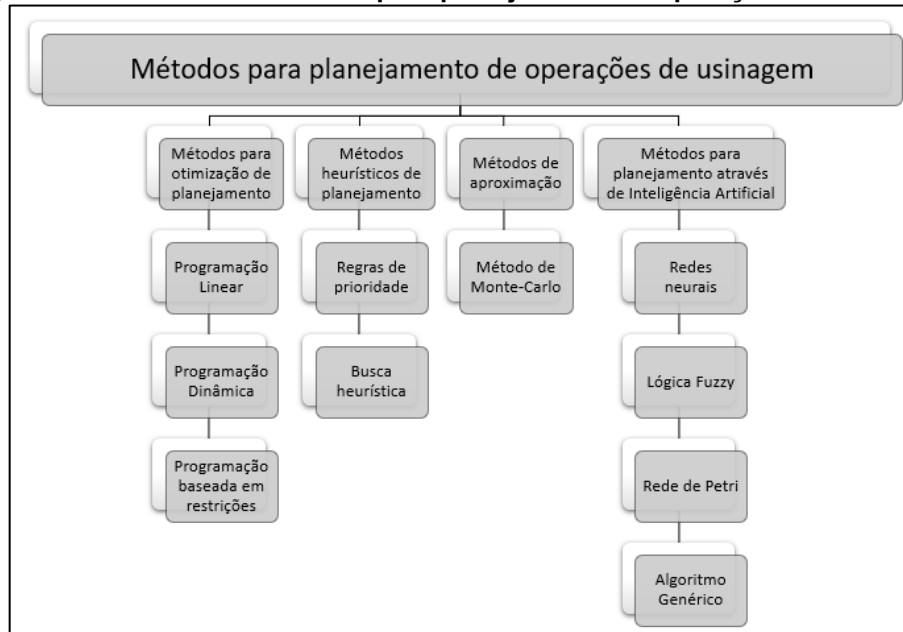 Métodos para planejamento de operações de usinagem
Métodos para
otimização de
planejamento
Programação
Linear
Programação
Dinâmica
Programação
baseada em
restrições
Métodos
heurísticos de
planejamento
Regras de
prioridade
Busca
heurística
Métodos de
aproximação
Método de
Monte-Carlo
Métodos para
planejamento através
de Inteligência Artificial
Redes
neurais
Lógica Fuzzy
Rede de Petri
Algoritmo
Genérico